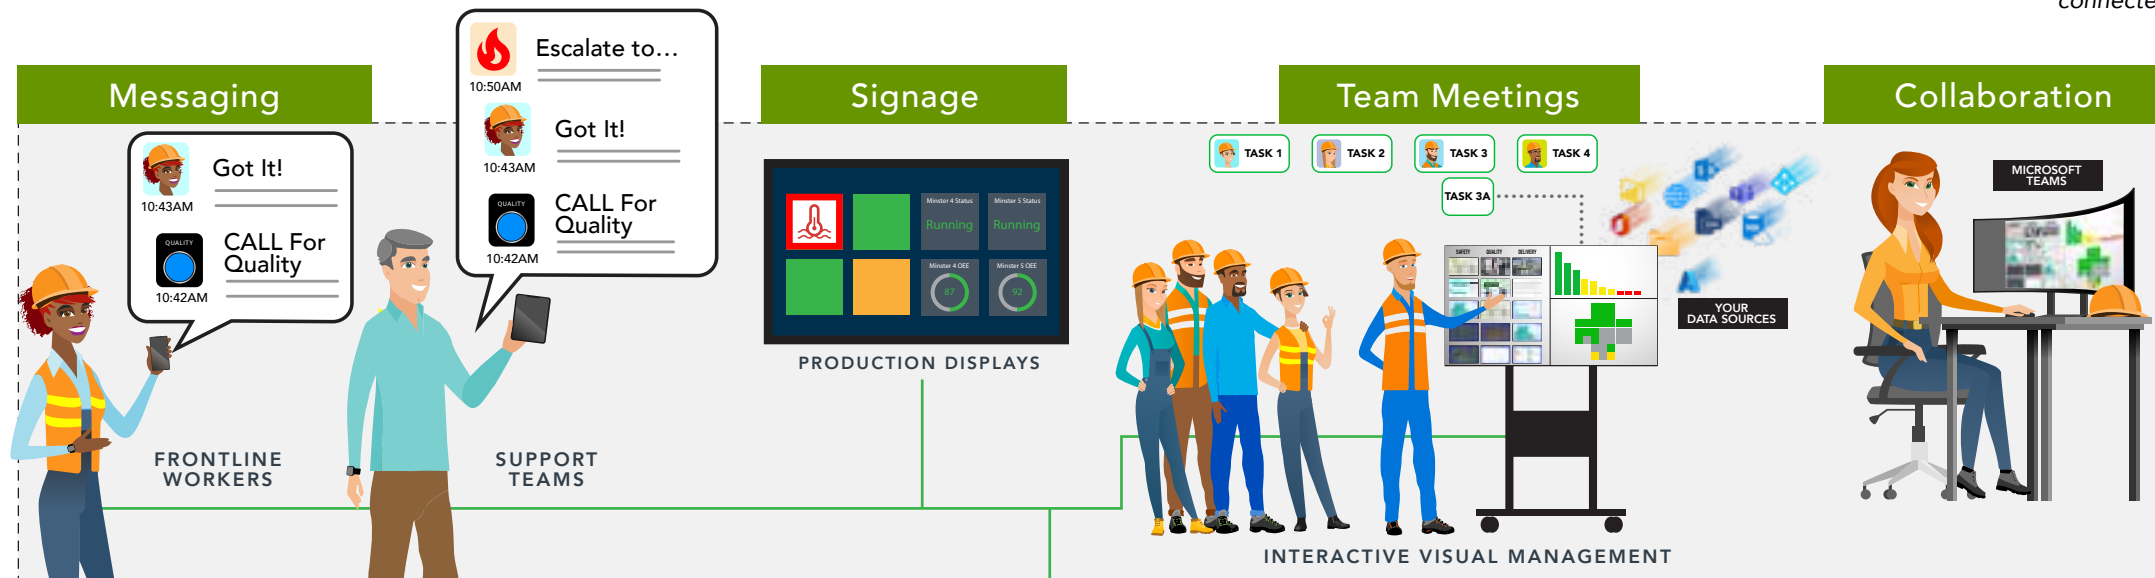 connecte
Messaging
Signage
Team Meetings
Collaboration
Escalate to…
10:50AM
Got It!
10:43AM
QUALITY
CALL For
Quality
10:42AM
Got It!
10:43AM
QUALITY
CALL For
Quality
10:42AM
FRONTLINE
WORKERS
SUPPORT
TEAMS
Minster 4 Status
Running
Minster 5 Status
Running
Minster 4 OEE
87
Minster 5 OEE
92
PRODUCTION DISPLAYS
TASK 1
TASK 2
TASK 3
TASK 4
TASK 3A
SAFETY
QUALITY
DELIVERY
YOUR
DATA SOURCES
INTERACTIVE VISUAL MANAGEMENT
MICROSOFT
TEAMS